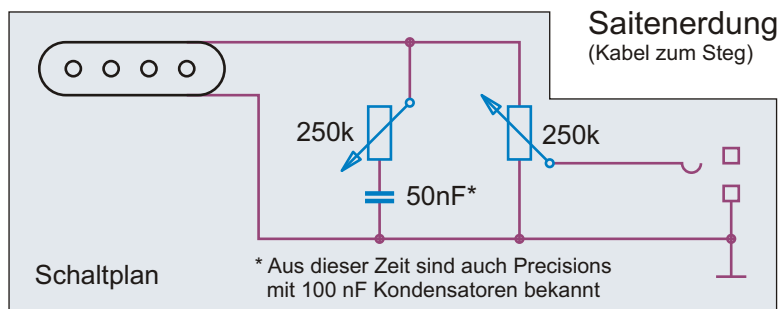 Saitenerdung
(Kabel zum Steg)
250k
250k
50nF*
Schaltplan
* Aus dieser Zeit sind auch Precisions
mit 100 nF Kondensatoren bekannt